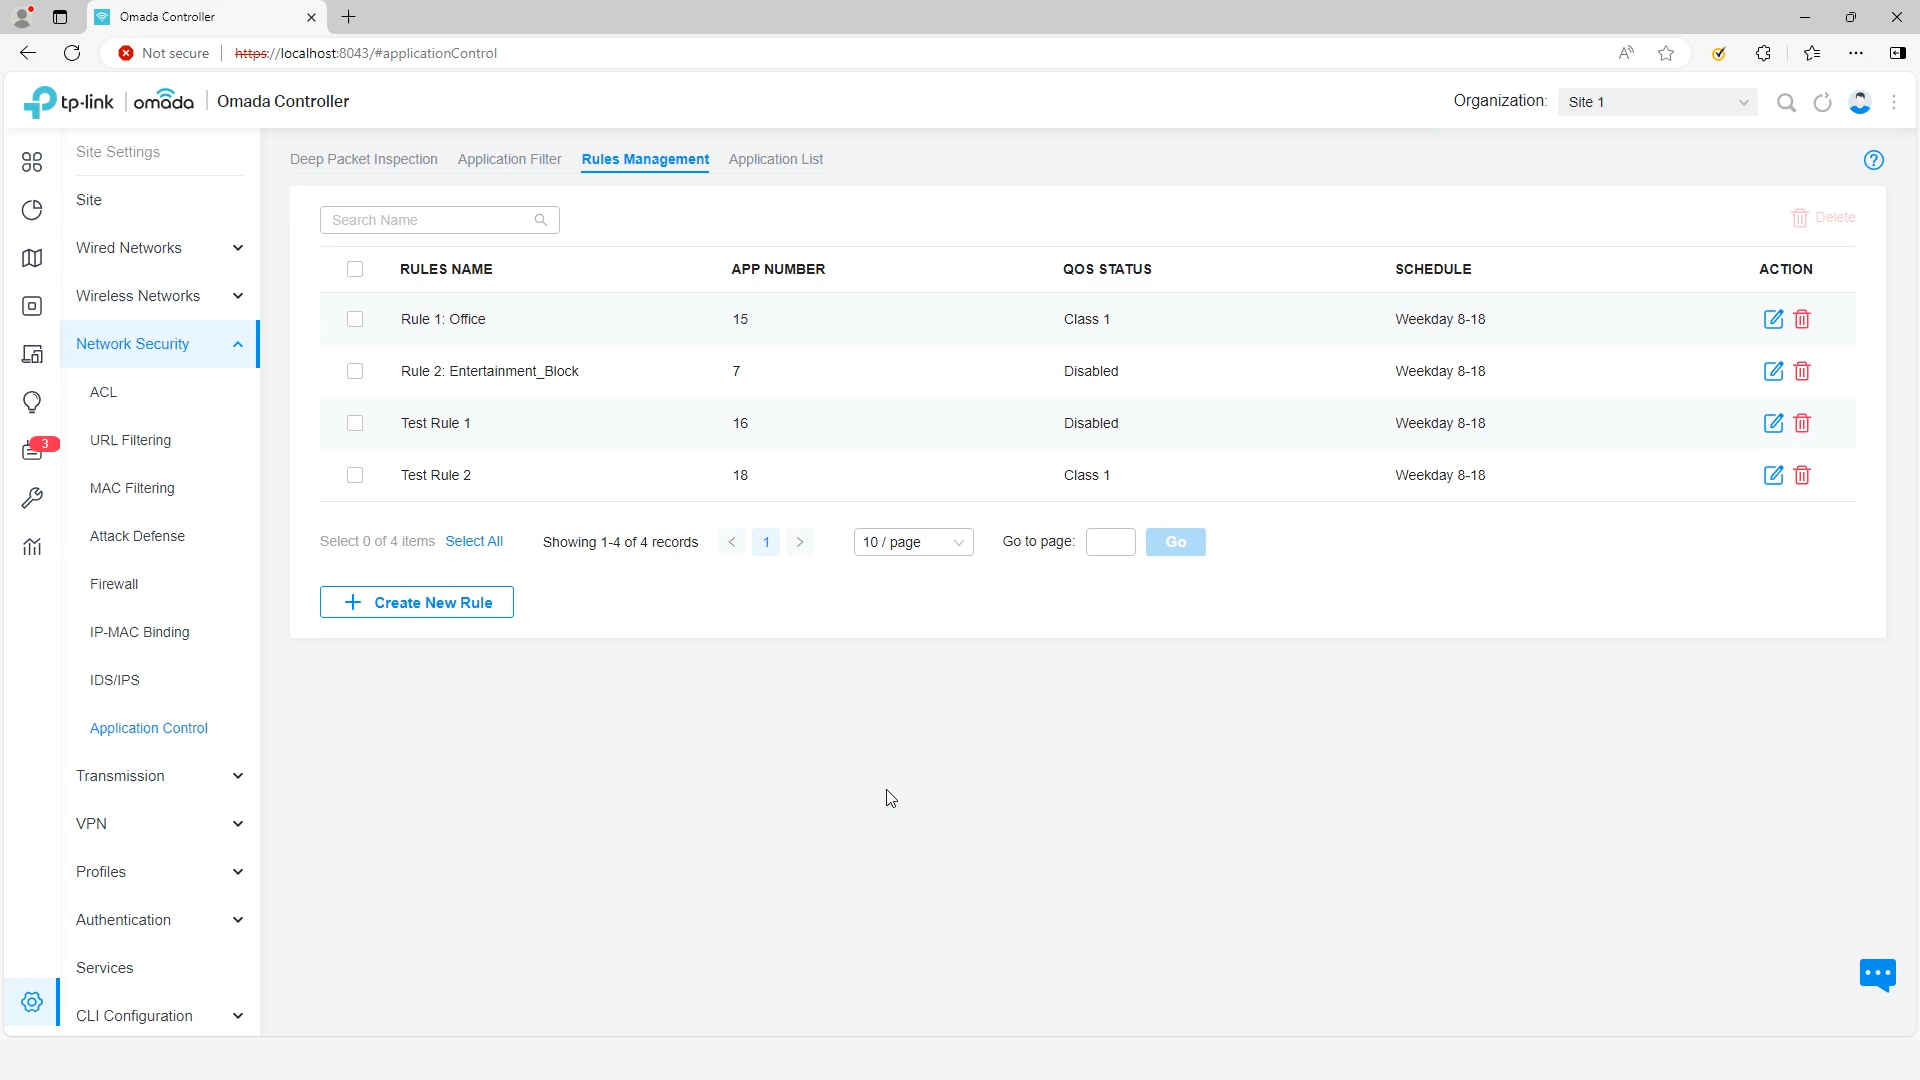 Omada Controller
Not secure
https://localhost:8043/#applicationControl
tp-link omada Omada Controller
Organization: Site 1
Site Settings
Site
Wired Networks
Wireless Networks
Network Security
ACL
URL Filtering
MAC Filtering
Attack Defense
Firewall
IP-MAC Binding
IDS/IPS
Application Control
Transmission
VPN
Profiles
Authentication
Services
CLI Configuration
3
Deep Packet Inspection Application Filter Rules Management Application List
Search Name
Delete
RULES NAME APP NUMBER QOS STATUS SCHEDULE ACTION
Rule 1: Office 15 Class 1 Weekday 8-18
Rule 2: Entertainment_Block 7 Disabled Weekday 8-18
Test Rule 1 16 Disabled Weekday 8-18
Test Rule 2 18 Class 1 Weekday 8-18
Select 0 of 4 items Select All Showing 1-4 of 4 records < 1 > 10 / page Go to page: Go
+ Create New Rule